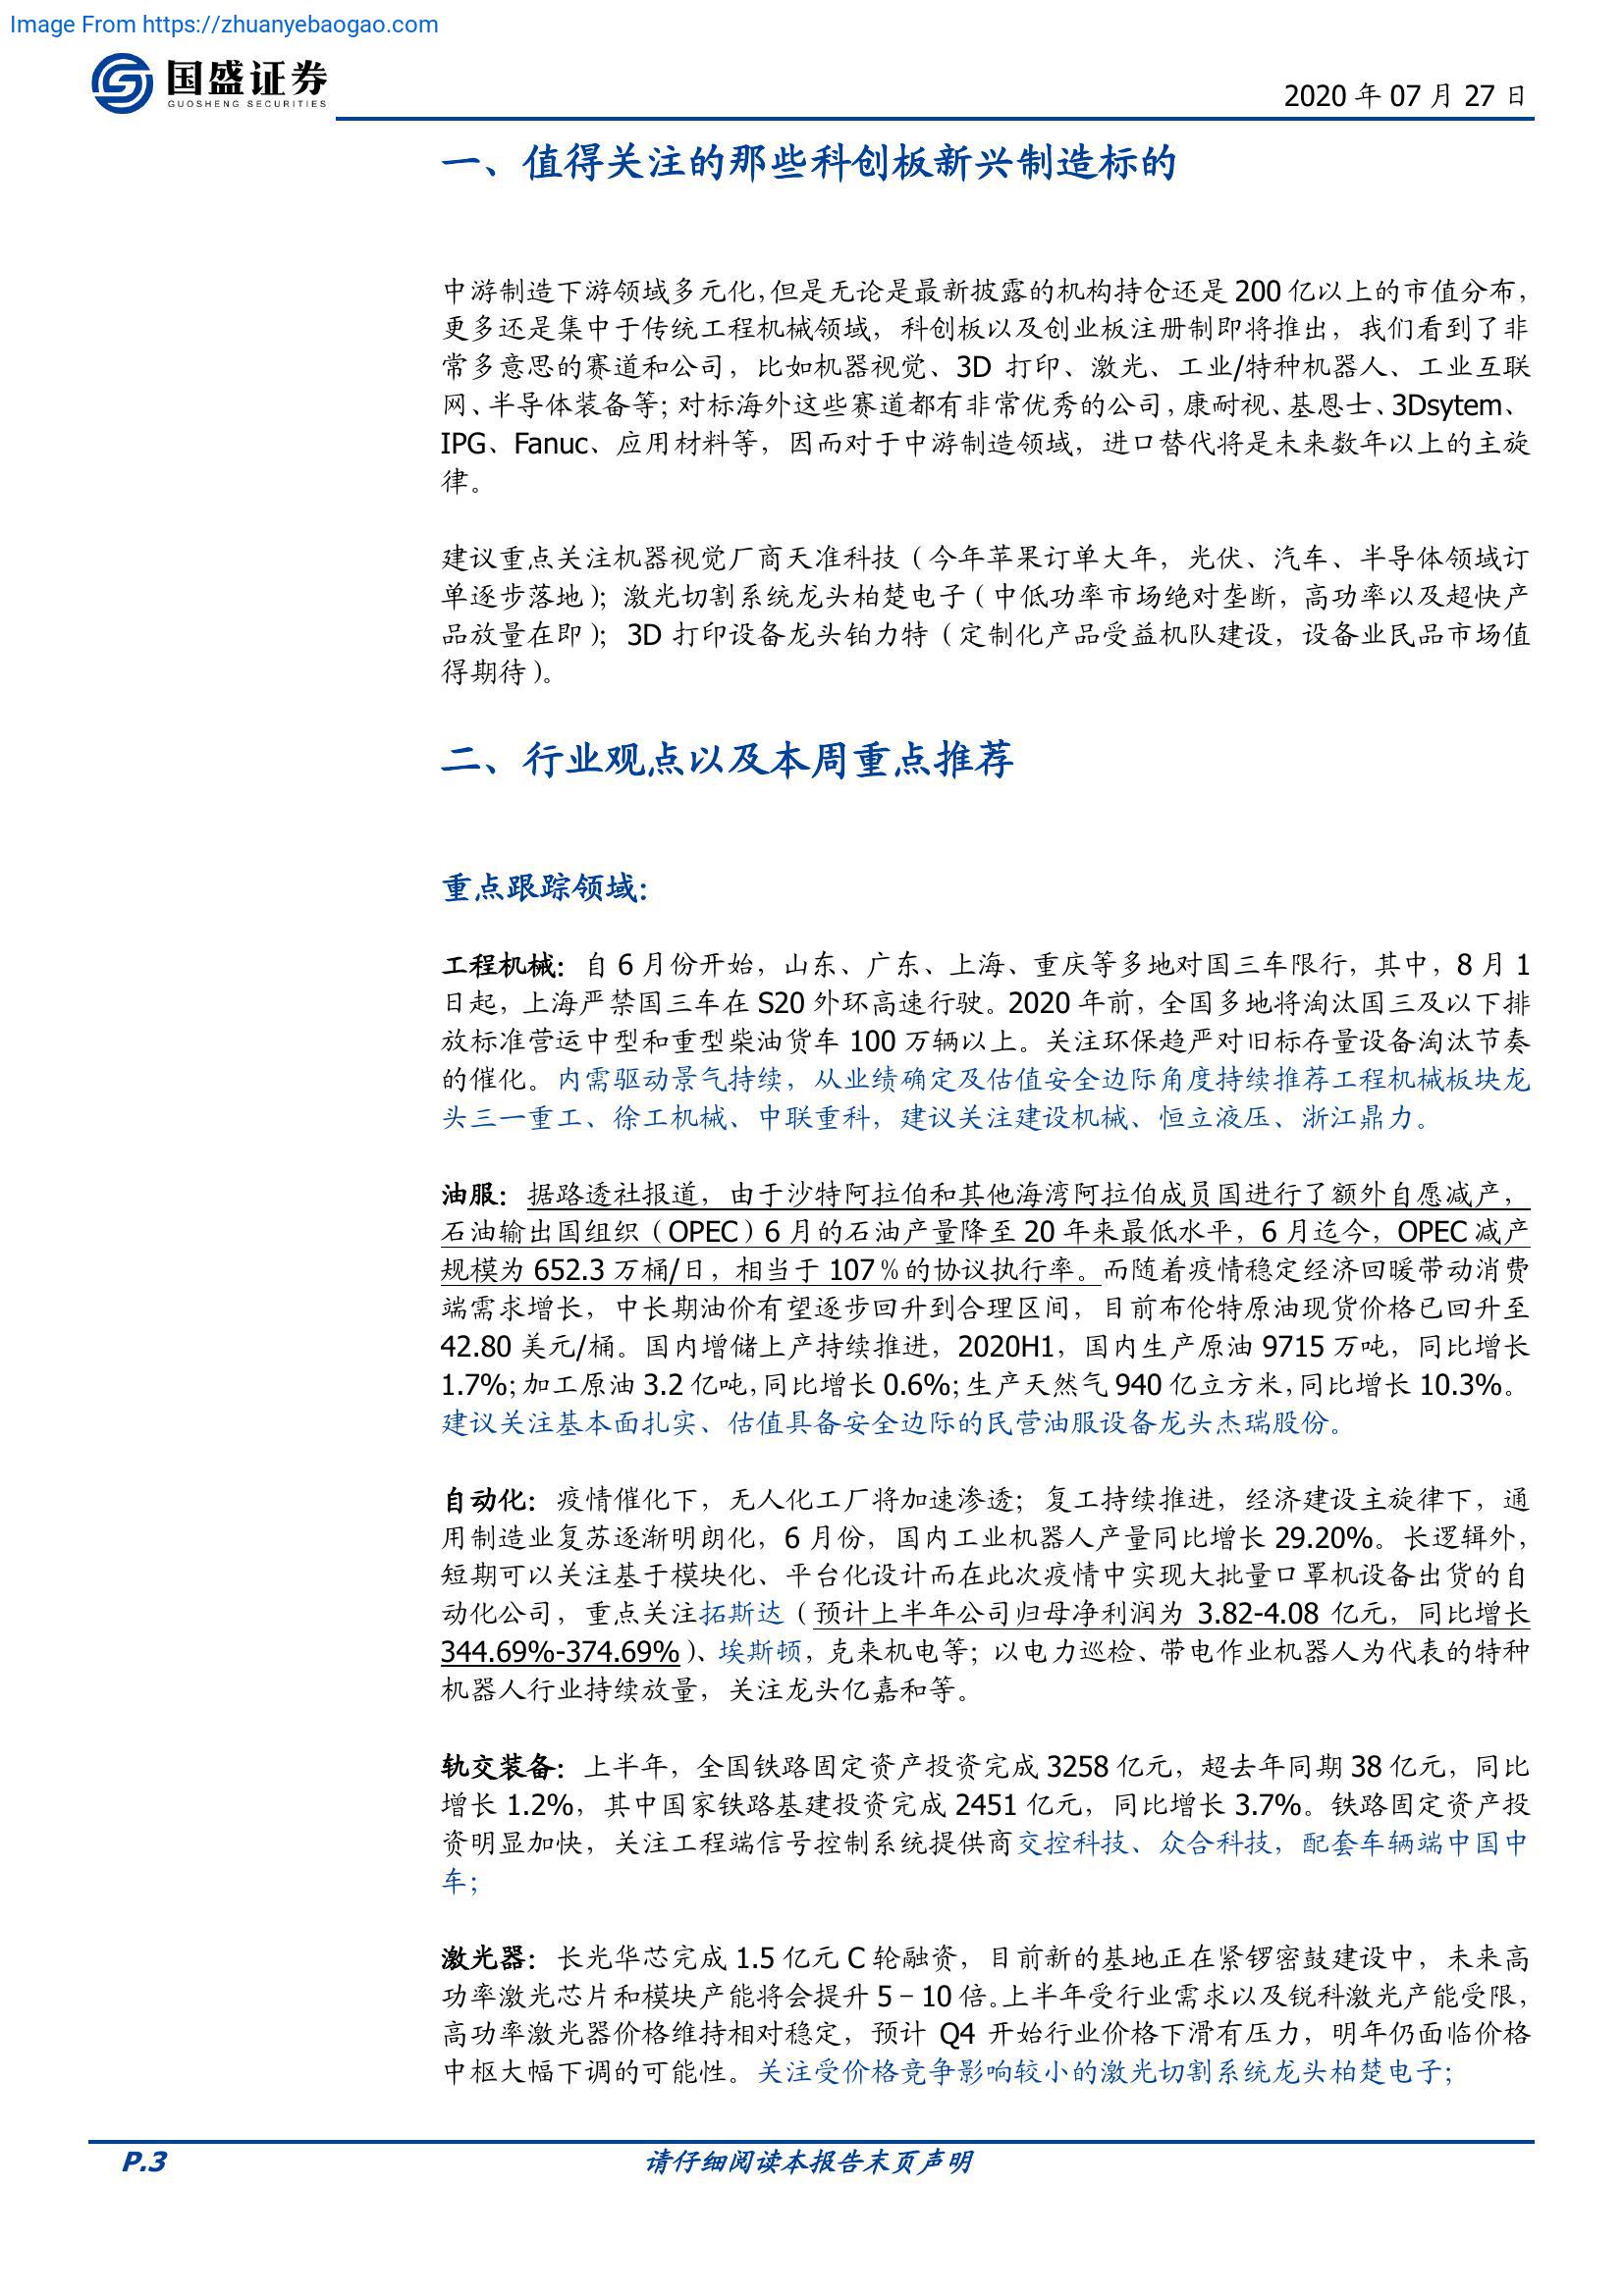 Image From https://zhuanyebaogao.com
国盛证券
GUOSHENG SECURITIES
2020 年 07 月 27 日
一、值得关注的那些科创板新兴制造标的
中游制造下游领域多元化，但是无论是最新披露的机构持仓还是 200 亿以上的市值分布，
更多还是集中于传统工程机械领域，科创板以及创业板注册制即将推出，我们看到了非
常多意思的赛道和公司，比如机器视觉、3D 打印、激光、工业/特种机器人、工业互联
网、半导体装备等；对标海外这些赛道都有非常优秀的公司，康耐视、基恩士、3Dsytem、
IPG、Fanuc、应用材料等，因而对于中游制造领域，进口替代将是未来数年以上的主旋
律。
建议重点关注机器视觉厂商天准科技（今年苹果订单大年，光伏、汽车、半导体领域订
单逐步落地）；激光切割系统龙头柏楚电子（中低功率市场绝对垄断，高功率以及超快产
品放量在即）；3D 打印设备龙头铂力特（定制化产品受益机队建设，设备业民品市场值
得期待）。
二、行业观点以及本周重点推荐
重点跟踪领域：
工程机械：自 6 月份开始，山东、广东、上海、重庆等多地对国三车限行，其中，8 月 1
日起，上海严禁国三车在 S20 外环高速行驶。2020 年前，全国多地将淘汰国三及以下排
放标准营运中型和重型柴油货车 100 万辆以上。关注环保趋严对旧标存量设备淘汰节奏
的催化。内需驱动景气持续，从业绩确定及估值安全边际角度持续推荐工程机械板块龙
头三一重工、徐工机械、中联重科，建议关注建设机械、恒立液压、浙江鼎力。
油服：据路透社报道，由于沙特阿拉伯和其他海湾阿拉伯成员国进行了额外自愿减产，
石油输出国组织（OPEC）6 月的石油产量降至 20 年来最低水平，6 月迄今，OPEC 减产
规模为 652.3 万桶/日，相当于 107％的协议执行率。而随着疫情稳定经济回暖带动消费
端需求增长，中长期油价有望逐步回升到合理区间，目前布伦特原油现货价格已回升至
42.80 美元/桶。国内增储上产持续推进，2020H1，国内生产原油 9715 万吨，同比增长
1.7%；加工原油 3.2 亿吨，同比增长 0.6%；生产天然气 940 亿立方米，同比增长 10.3%。
建议关注基本面扎实、估值具备安全边际的民营油服设备龙头杰瑞股份。
自动化：疫情催化下，无人化工厂将加速渗透；复工持续推进，经济建设主旋律下，通
用制造业复苏逐渐明朗化，6 月份，国内工业机器人产量同比增长 29.20%。长逻辑外，
短期可以关注基于模块化、平台化设计而在此次疫情中实现大批量口罩机设备出货的自
动化公司，重点关注拓斯达（预计上半年公司归母净利润为 3.82-4.08 亿元，同比增长
344.69%-374.69%）、埃斯顿，克来机电等；以电力巡检、带电作业机器人为代表的特种
机器人行业持续放量，关注龙头亿嘉和等。
轨交装备：上半年，全国铁路固定资产投资完成 3258 亿元，超去年同期 38 亿元，同比
增长 1.2%，其中国家铁路基建投资完成 2451 亿元，同比增长 3.7%。铁路固定资产投
资明显加快，关注工程端信号控制系统提供商交控科技、众合科技，配套车辆端中国中
车；
激光器：长光华芯完成 1.5 亿元 C 轮融资，目前新的基地正在紧锣密鼓建设中，未来高
功率激光芯片和模块产能将会提升 5－10 倍。上半年受行业需求以及锐科激光产能受限，
高功率激光器价格维持相对稳定，预计 Q4 开始行业价格下滑有压力，明年仍面临价格
中枢大幅下调的可能性。关注受价格竞争影响较小的激光切割系统龙头柏楚电子；
P.3
请仔细阅读本报告末页声明